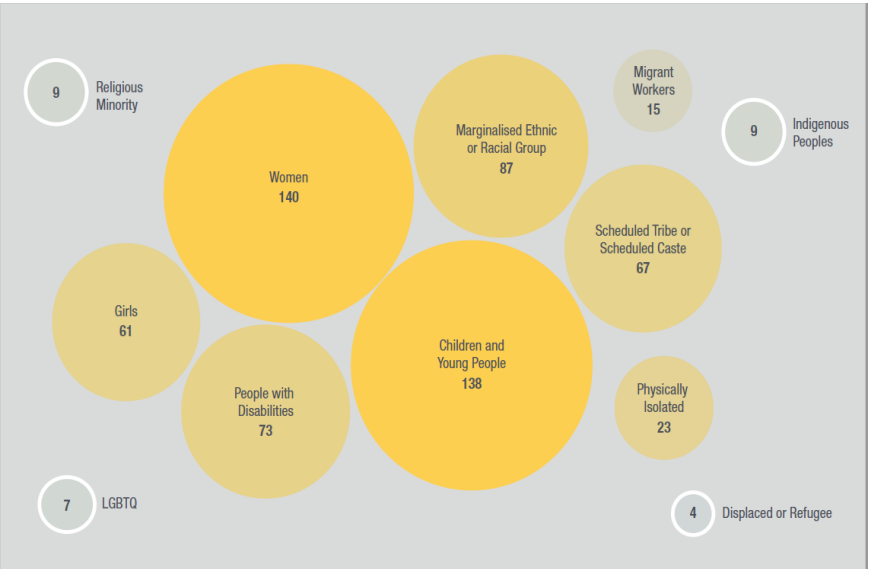 9
Religious
Minority
Women
140
Marginalised Ethnic
or Racial Group
87
Migrant
Workers
15
9
Indigenous
Peoples
Scheduled Tribe or
Scheduled Caste
67
Girls
61
People with
Disabilities
73
Children and
Young People
138
Physically
Isolated
23
7
LGBTQ
4
Displaced or Refugee